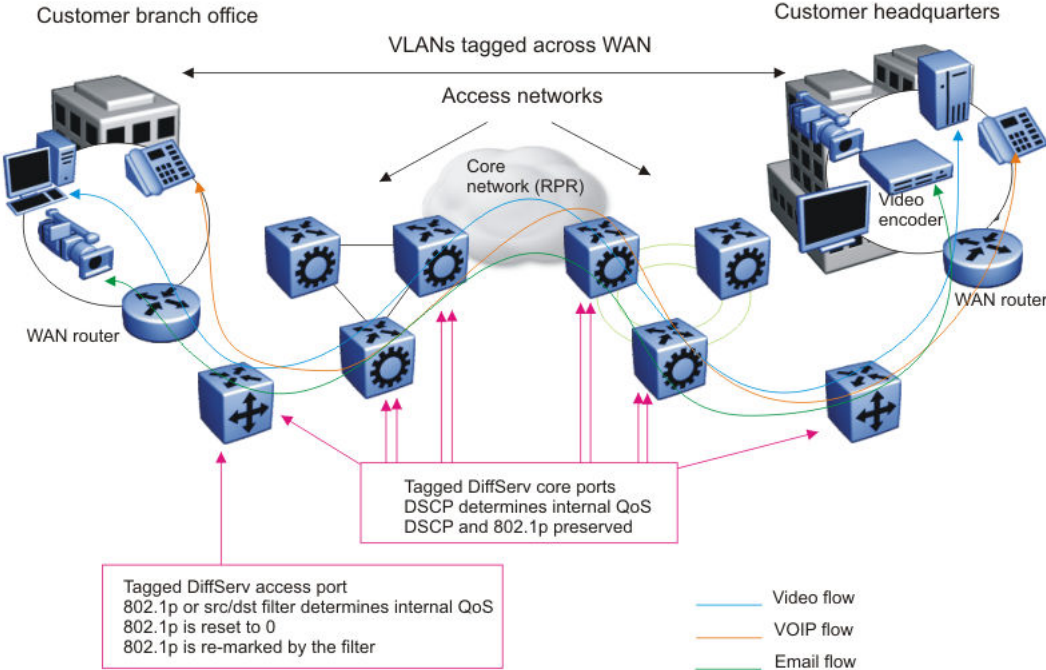 Customer branch office
Customer headquarters
VLANs tagged across WAN
Access networks
Core
network (RPR)
Video
encoder
WAN router
WAN router
Tagged DiffServ core ports
DSCP determines internal QoS
DSCP and 802.1p preserved
Tagged DiffServ access port
802.1p or src/dst filter determines internal QoS
802.1p is reset to 0
802.1p is re-marked by the filter
Video flow
VOIP flow
Email flow